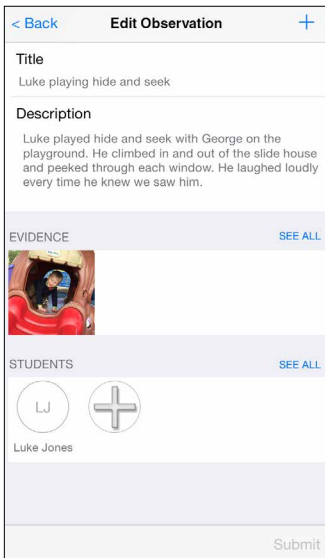 < Back Edit Observation +
Title
Luke playing hide and seek
Description
Luke played hide and seek with George on the
playground. He climbed in and out of the slide house
and peeked through each window. He laughed loudly
every time he knew we saw him.
EVIDENCE SEE ALL
STUDENTS SEE ALL
LJ
Luke Jones
Submit